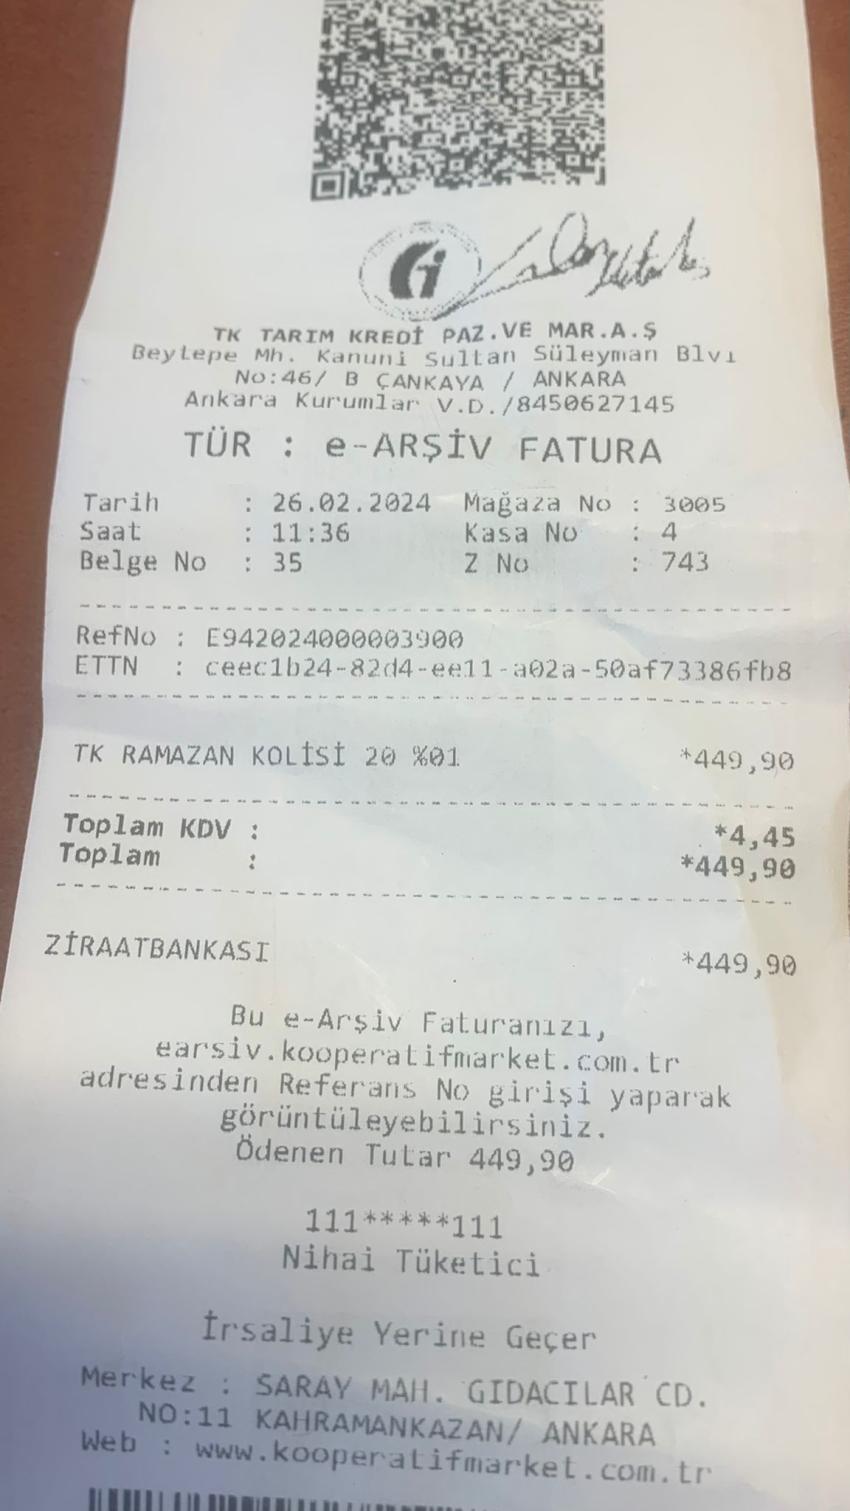 TK TARIM KREDİ PAZ.VE MAR.A.Ş
Beytepe Mh. Kanuni Sultan Süleyman Blvı
No:46/ B ÇANKAYA / ANKARA
Ankara Kurumlar V.D./8450627145
TÜR : e-ARŞİV FATURA
Tarih : 26.02.2024 Mağaza No : 3005
Saat : 11:36 Kasa No : 4
Belge No : 35 Z No : 743
RefNo : E942024000003900
ETTN : ceec1b24-82d4-ee11-a02a-50af73386fb8
TK RAMAZAN KOLİSİ 20 %01 *449,90
Toplam KDV : *4,45
Toplam : *449,90
ZİRAATBANKASI *449,90
Bu e-Arşiv Faturanızı,
earsiv.kooperatifmarket.com.tr
adresinden Referans No girişi yaparak
görüntüleyebilirsiniz.
Ödenen Tutar 449,90
111*****111
Nihai Tüketici
İrsaliye Yerine Geçer
Merkez : SARAY MAH. GIDACILAR CD.
NO:11 KAHRAMANKAZAN/ ANKARA
Web : www.kooperatifmarket.com.tr